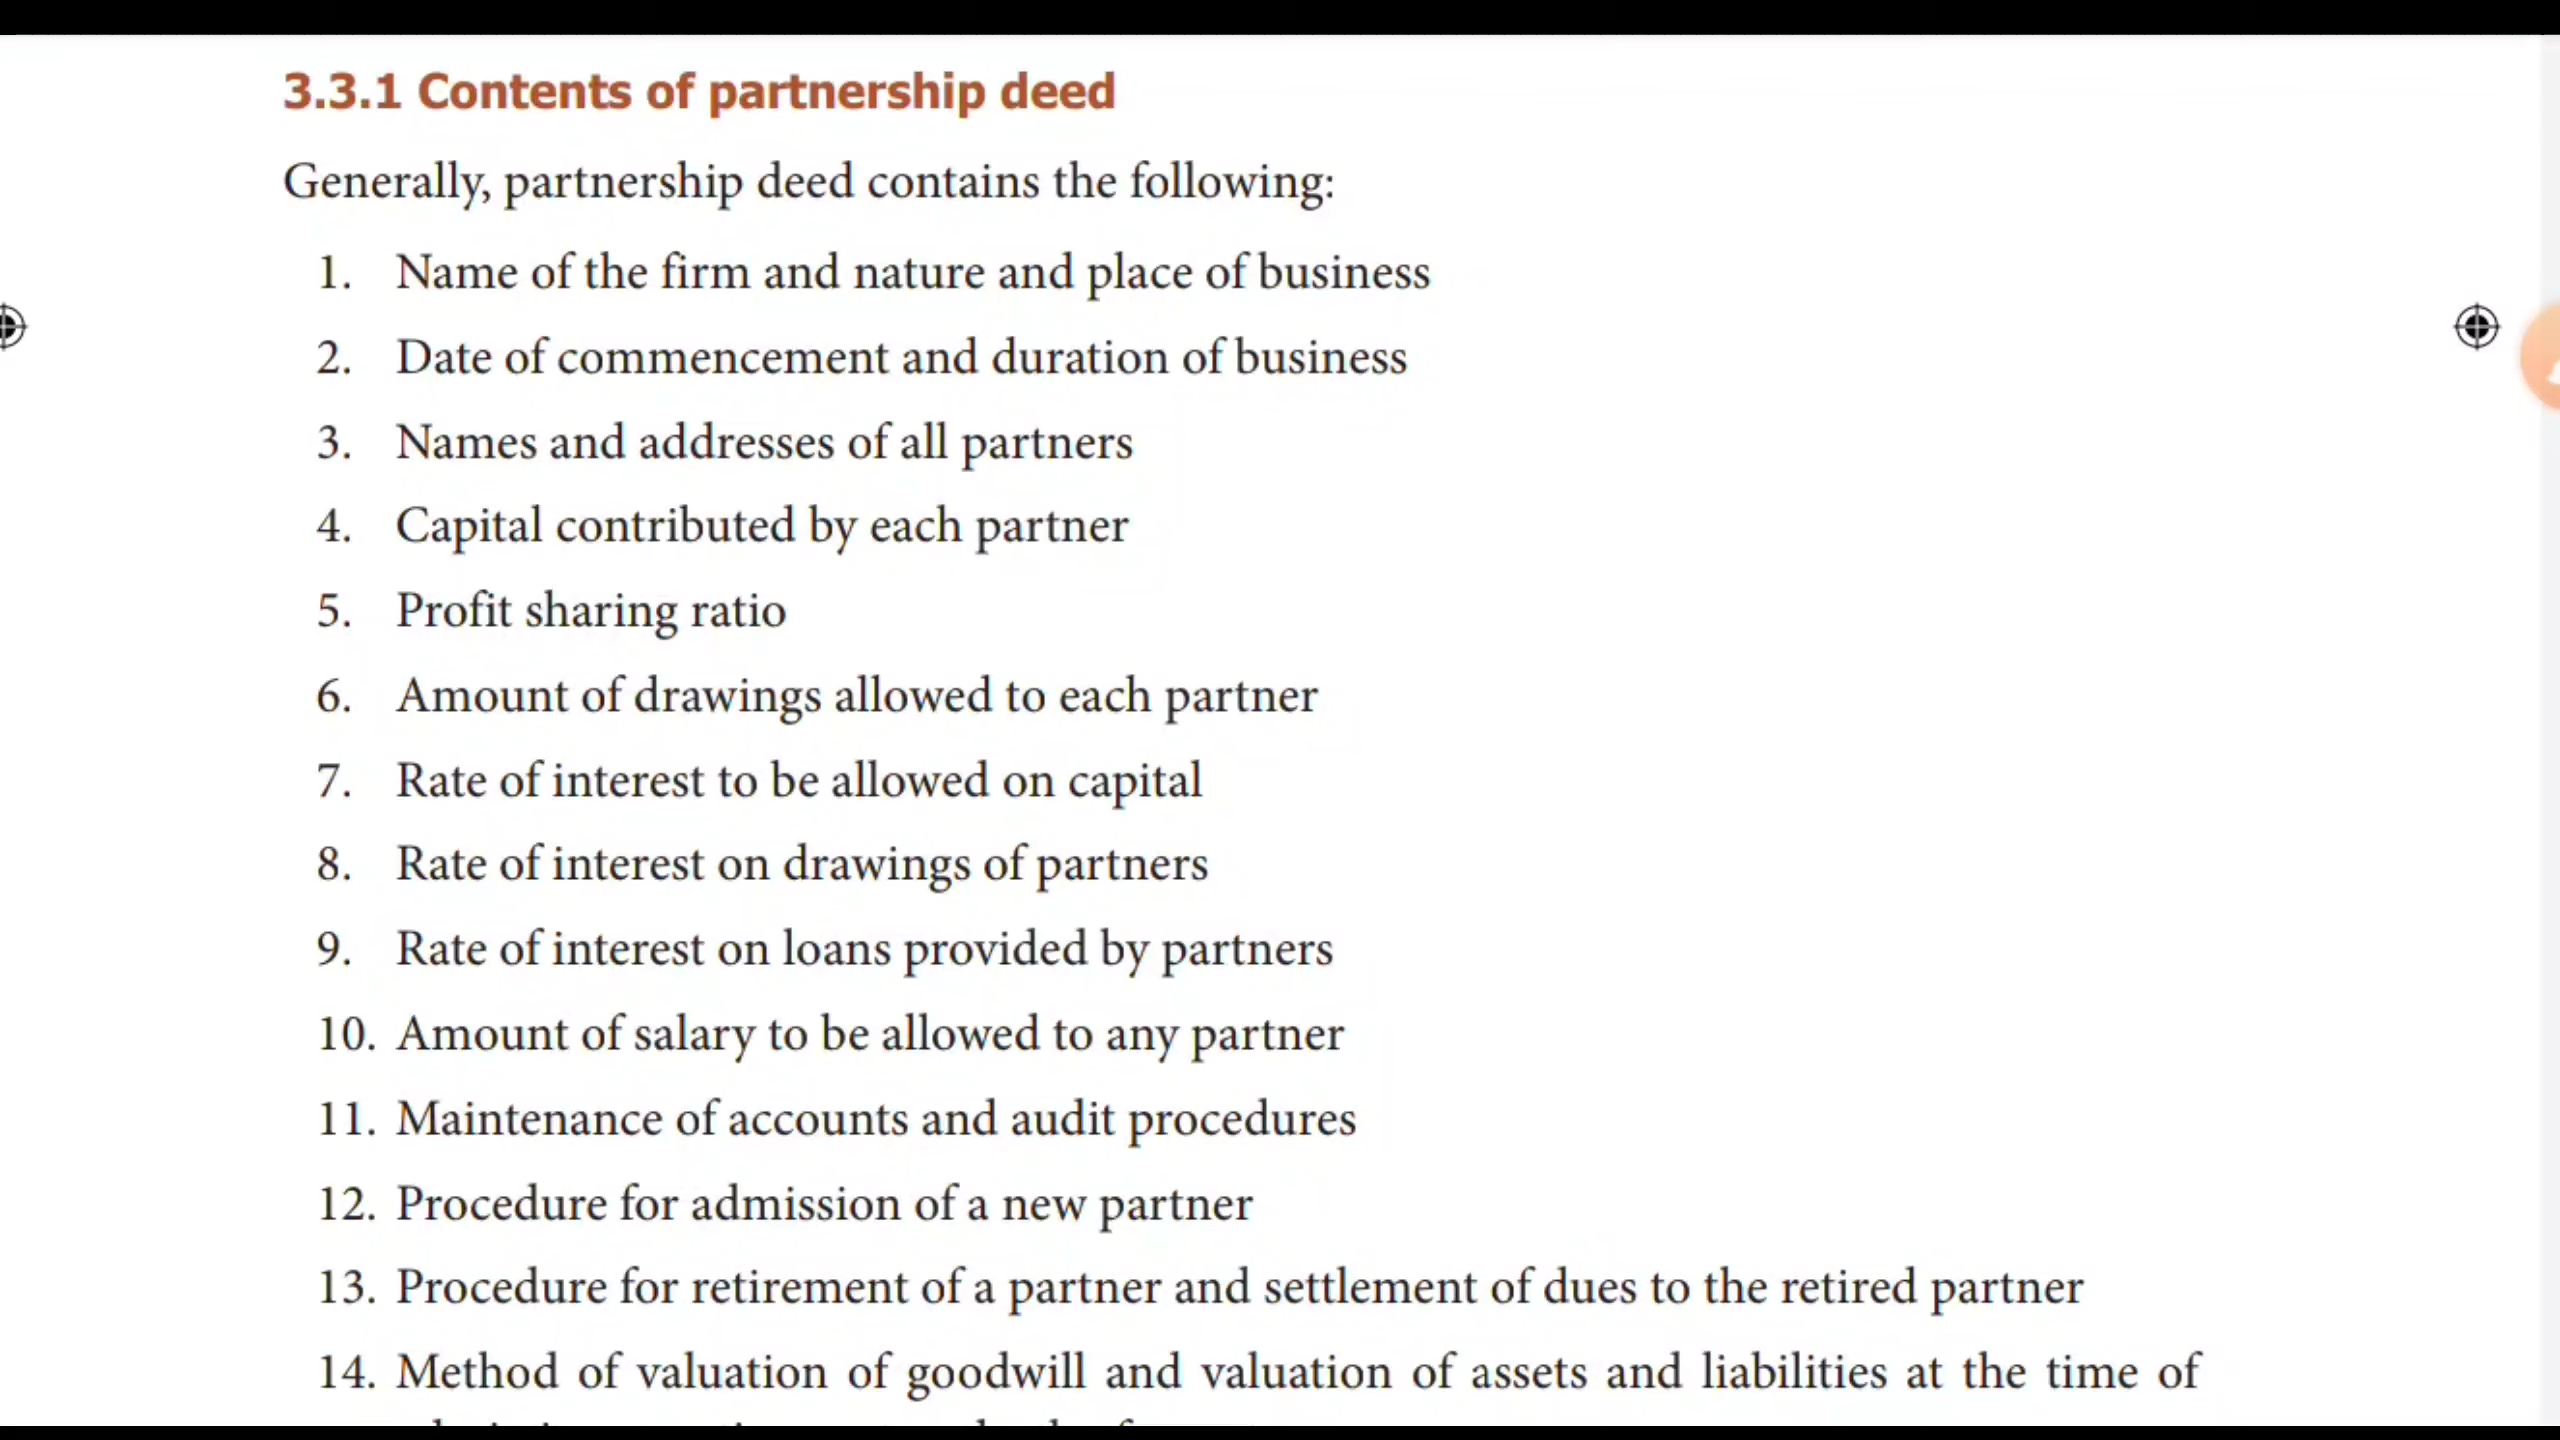 3.3.1 Contents of partnership deed
Generally, partnership deed contains the following:
1. Name of the firm and nature and place of business
2. Date of commencement and duration of business
3. Names and addresses of all partners
4. Capital contributed by each partner
5. Profit sharing ratio
6. Amount of drawings allowed to each partner
7. Rate of interest to be allowed on capital
8. Rate of interest on drawings of partners
9. Rate of interest on loans provided by partners
10. Amount of salary to be allowed to any partner
11. Maintenance of accounts and audit procedures
12. Procedure for admission of a new partner
13. Procedure for retirement of a partner and settlement of dues to the retired partner
14. Method of valuation of goodwill and valuation of assets and liabilities at the time of